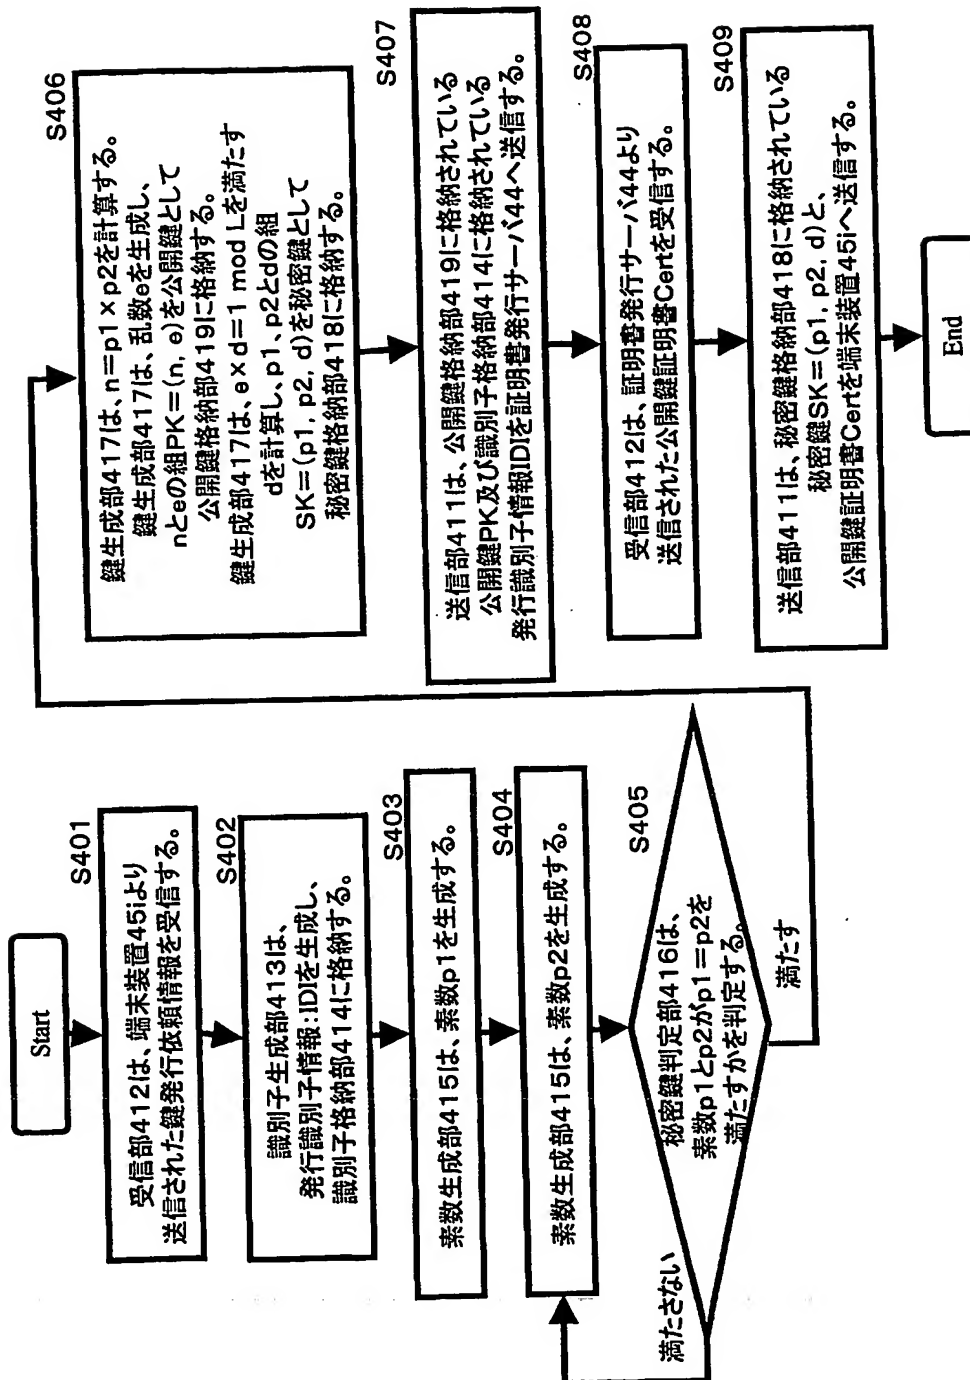 Start
S401
受信部412は、端末装置45iより
送信された鍵発行依頼情報を受信する。
S402
識別子生成部413は、
発行識別子情報:IDIを生成し、
識別子格納部414に格納する。
S403
素数生成部415は、素数p1を生成する。
S404
素数生成部415は、素数p2を生成する。
S405
秘密鍵判定部416は、
素数p1とp2がp1=p2を
満たすかを判定する。
満たさない
満たす
S406
鍵生成部417は、n=p1×p2を計算する。
鍵生成部417は、乱数eを生成し、
nとeの組PK=(n, e)を公開鍵として
公開鍵格納部419に格納する。
鍵生成部417は、e×d=1 mod Lを満たす
dを計算し、p1、p2とdの組
SK=(p1, p2, d)を秘密鍵として
秘密鍵格納部418に格納する。
S407
送信部411は、公開鍵格納部419に格納されている
公開鍵PK及び識別子格納部414に格納されている
発行識別子情報IDIを証明書発行サーバ44へ送信する。
S408
受信部412は、証明書発行サーバ44より
送信された公開鍵証明書Certを受信する。
S409
送信部411は、秘密鍵格納部418に格納されている
秘密鍵SK=(p1, p2, d)と、
公開鍵証明書Certを端末装置45iへ送信する。
End